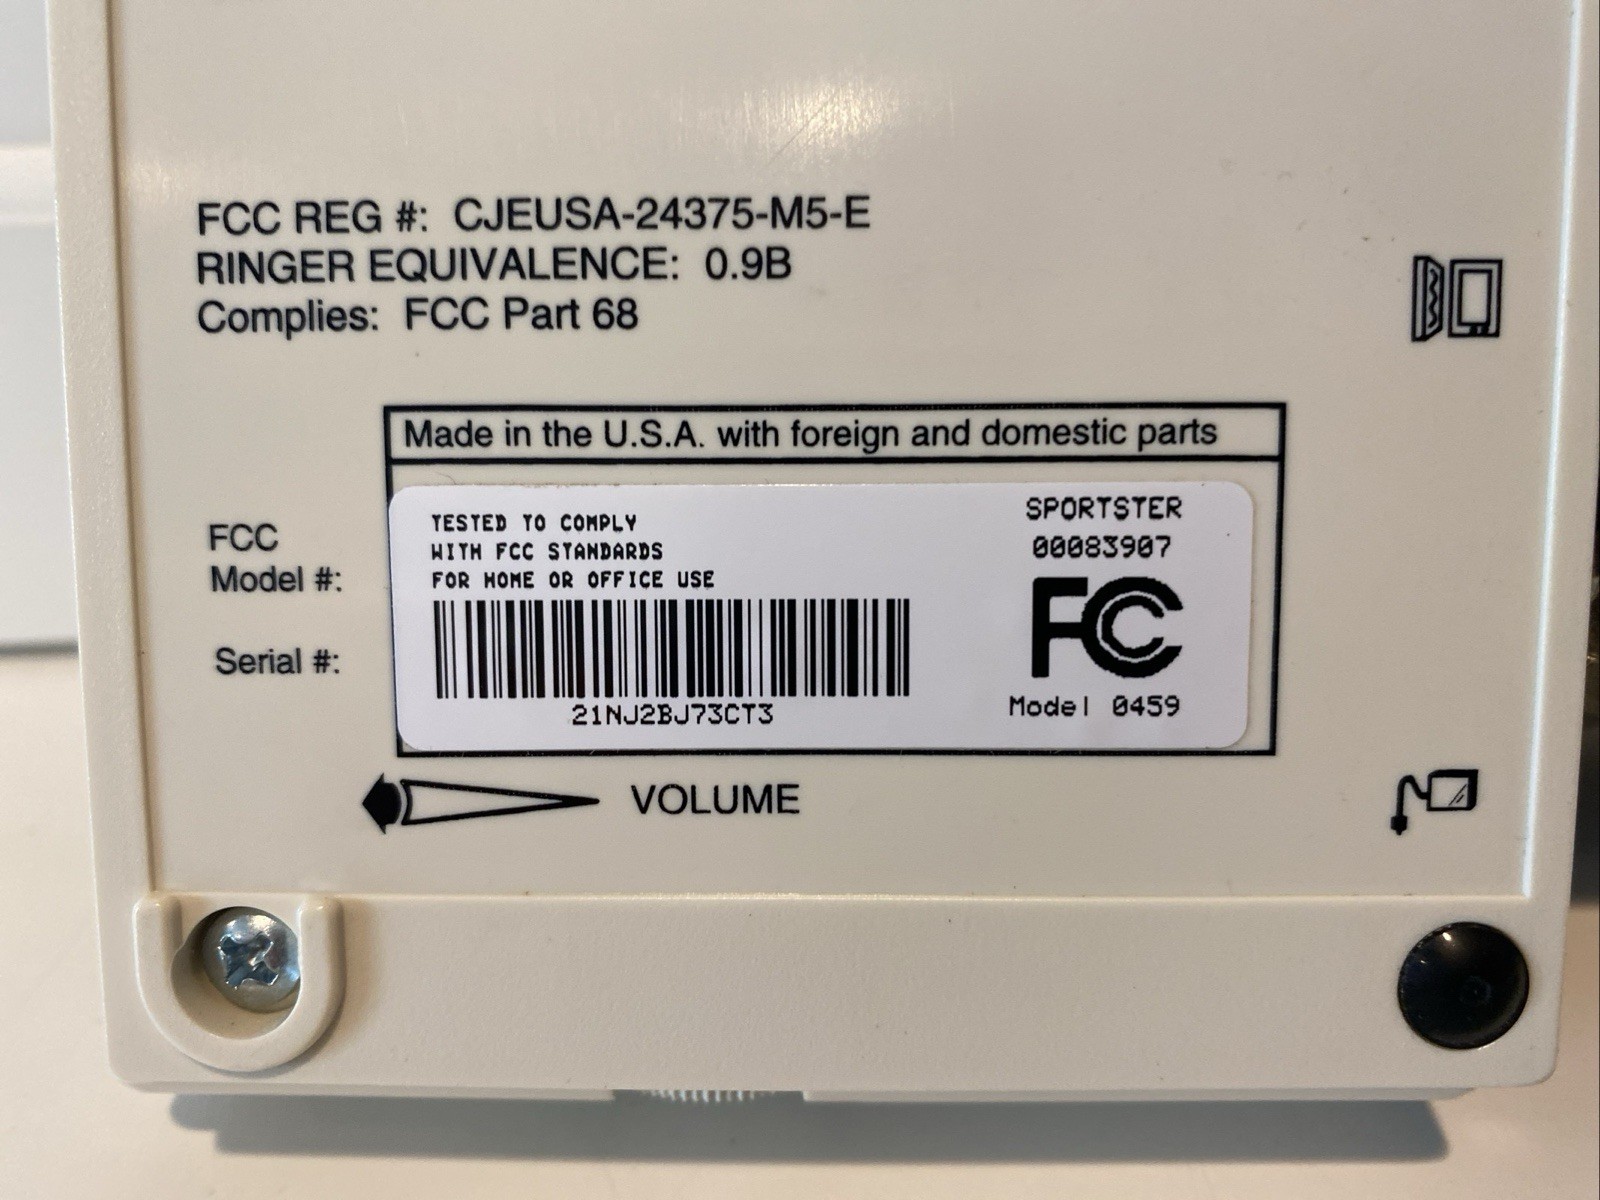 FCC REG #: CJEUSA-24375-M5-E
RINGER EQUIVALENCE: 0.9B
Complies: FCC Part 68
Made in the U.S.A. with foreign and domestic parts
FCC
Model #:
Serial #:
TESTED TO COMPLY
WITH FCC STANDARDS
FOR HOME OR OFFICE USE
21NJ2BJ73CT3
SPORTSTER
00083907
FC
Model 0459
VOLUME